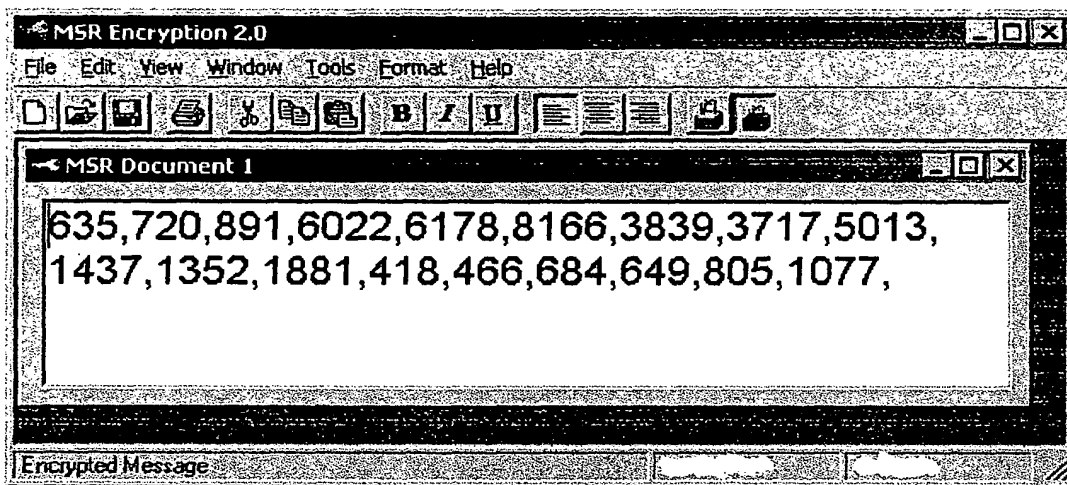 MSR Encryption 2.0
File Edit View Window Tools Format Help
B I U
MSR Document 1
635,720,891,6022,6178,8166,3839,3717,5013,
1437,1352,1881,418,466,684,649,805,1077,
Encrypted Message